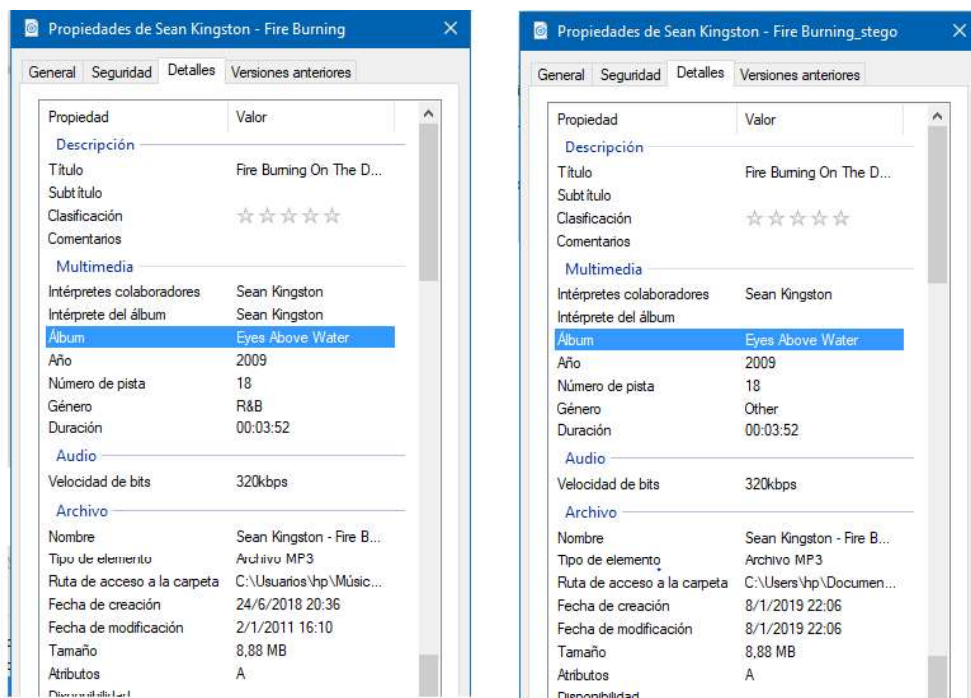 Propiedades de Sean Kingston - Fire Burning
General Seguridad Detalles Versiones anteriores
Propiedad Valor
Descripción
Título Fire Burning On The D...
Subtítulo
Clasificación
Comentarios
Multimedia
Intérpretes colaboradores Sean Kingston
Intérprete del álbum Sean Kingston
Álbum Eyes Above Water
Año 2009
Número de pista 18
Género R&B
Duración 00:03:52
Audio
Velocidad de bits 320kbps
Archivo
Nombre Sean Kingston - Fire B...
Tipo de elemento Archivo MP3
Ruta de acceso a la carpeta C:\Usuarios\hp\Músic...
Fecha de creación 24/6/2018 20:36
Fecha de modificación 2/1/2011 16:10
Tamaño 8,88 MB
Atributos A
Disponibilidad
Propiedades de Sean Kingston - Fire Burning_stego
General Seguridad Detalles Versiones anteriores
Propiedad Valor
Descripción
Título Fire Burning On The D...
Subtítulo
Clasificación
Comentarios
Multimedia
Intérpretes colaboradores Sean Kingston
Intérprete del álbum
Álbum Eyes Above Water
Año 2009
Número de pista 18
Género Other
Duración 00:03:52
Audio
Velocidad de bits 320kbps
Archivo
Nombre Sean Kingston - Fire B...
Tipo de elemento Archivo MP3
Ruta de acceso a la carpeta C:\Users\hp\Documen...
Fecha de creación 8/1/2019 22:06
Fecha de modificación 8/1/2019 22:06
Tamaño 8,88 MB
Atributos A
Disponibilidad